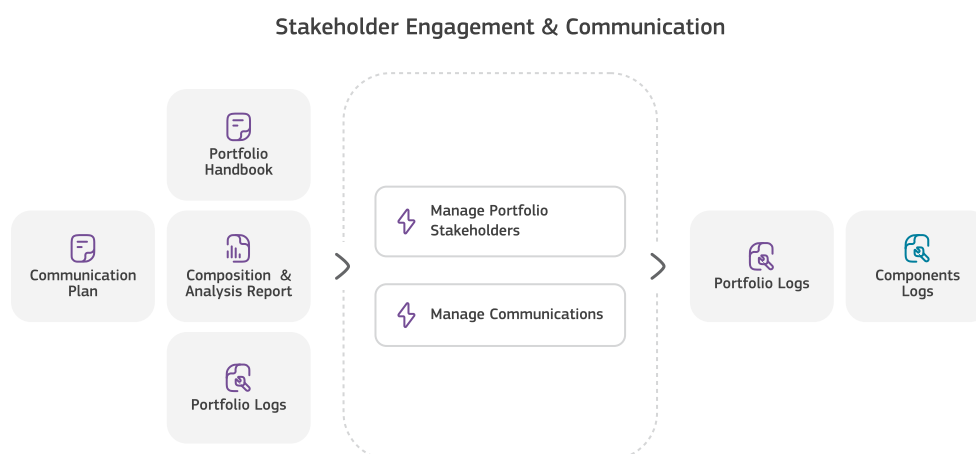 Stakeholder Engagement & Communication
Portfolio
Handbook
Communication
Plan
Composition &
Analysis Report
Portfolio Logs
Manage Portfolio
Stakeholders
Manage Communications
Portfolio Logs
Components
Logs